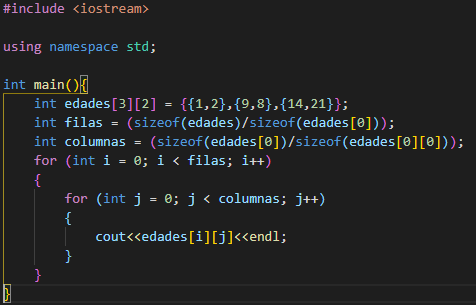 #include <iostream>
using namespace std;
int main(){
int edades[3][2] = {{1,2},{9,8},{14,21}};
int filas = (sizeof(edades)/sizeof(edades[0]));
int columnas = (sizeof(edades[0])/sizeof(edades[0][0]));
for (int i = 0; i < filas; i++)
{
for (int j = 0; j < columnas; j++)
{
cout<<edades[i][j]<<endl;
}
}
}